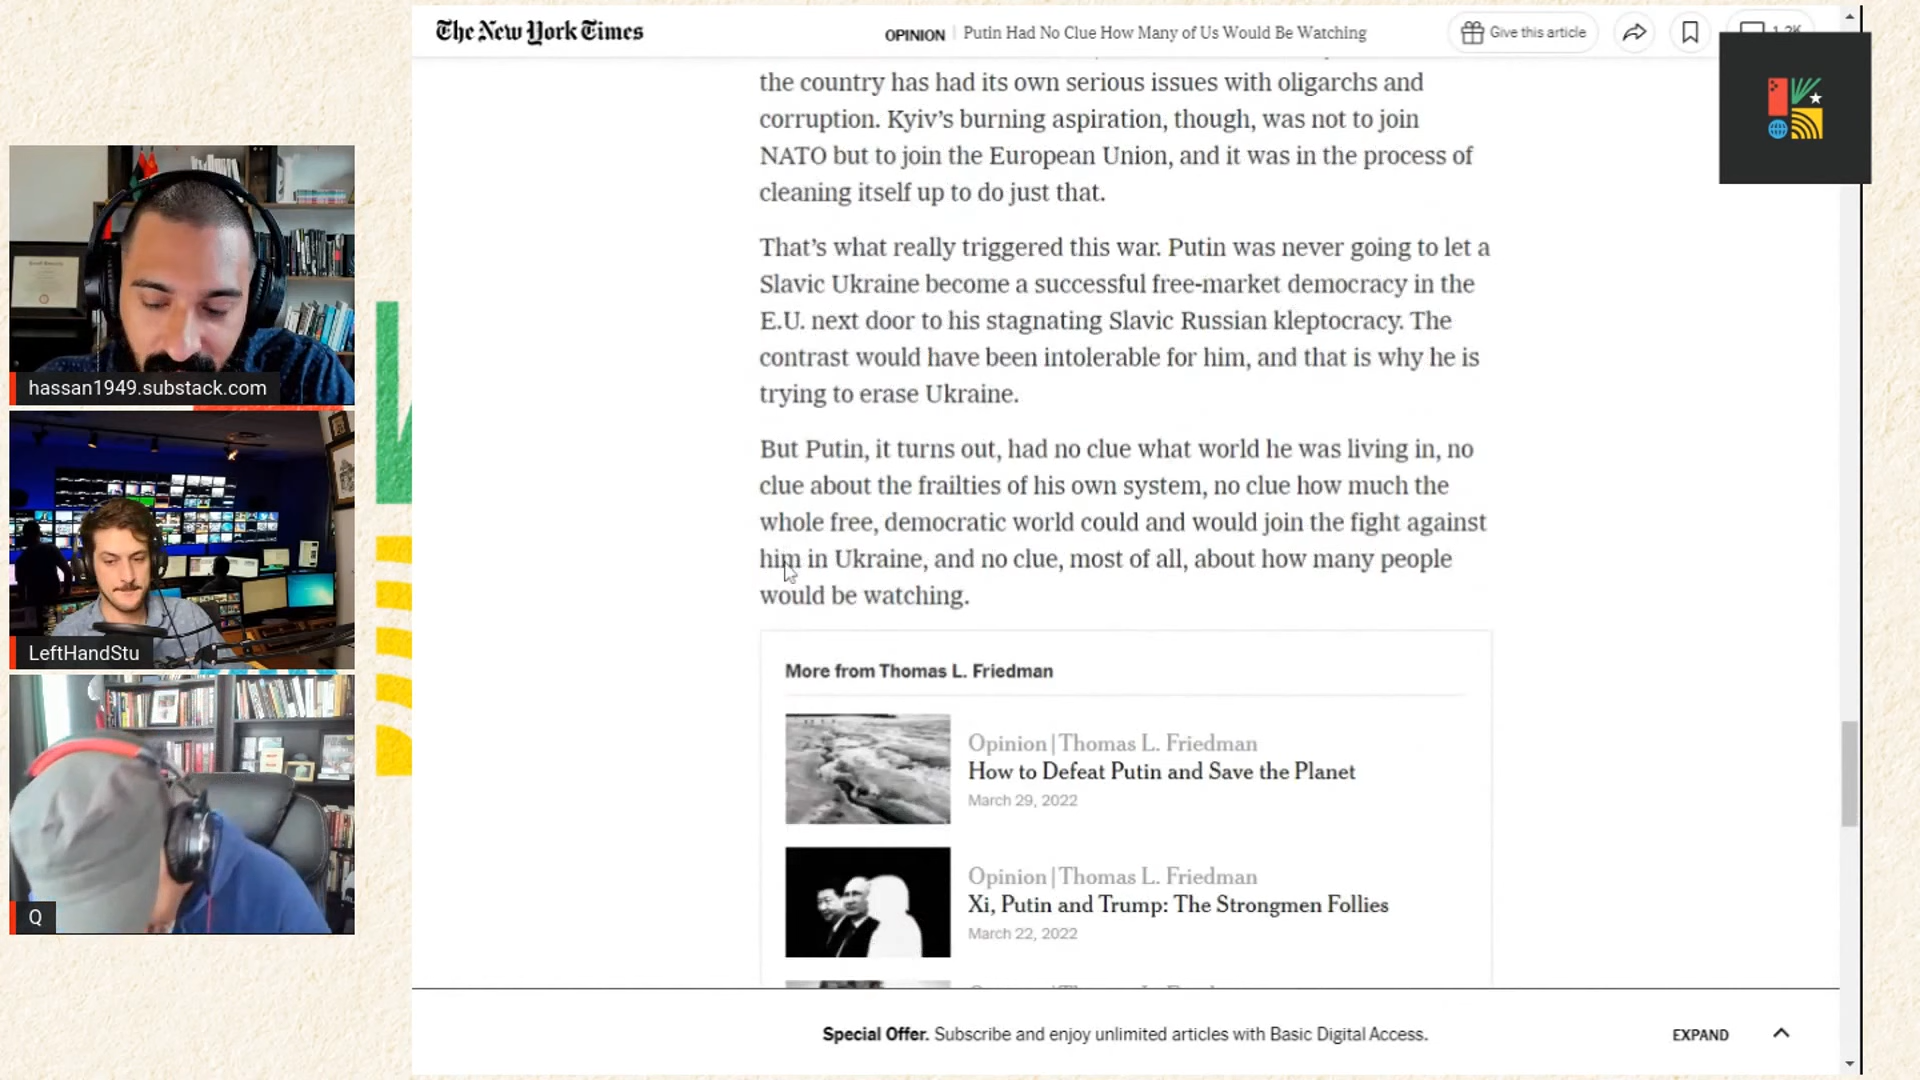 The New York Times
OPINION | Putin Had No Clue How Many of Us Would Be Watching
Give this article
the country has had its own serious issues with oligarchs and
corruption. Kyiv’s burning aspiration, though, was not to join
NATO but to join the European Union, and it was in the process of
cleaning itself up to do just that.
That’s what really triggered this war. Putin was never going to let a
Slavic Ukraine become a successful free-market democracy in the
E.U. next door to his stagnating Slavic Russian kleptocracy. The
contrast would have been intolerable for him, and that is why he is
trying to erase Ukraine.
But Putin, it turns out, had no clue what world he was living in, no
clue about the frailties of his own system, no clue how much the
whole free, democratic world could and would join the fight against
him in Ukraine, and no clue, most of all, about how many people
would be watching.
More from Thomas L. Friedman
Opinion | Thomas L. Friedman
How to Defeat Putin and Save the Planet
March 29, 2022
Opinion | Thomas L. Friedman
Xi, Putin and Trump: The Strongmen Follies
March 22, 2022
Special Offer. Subscribe and enjoy unlimited articles with Basic Digital Access.
EXPAND
hassan1949.substack.com
LeftHandStu
Q